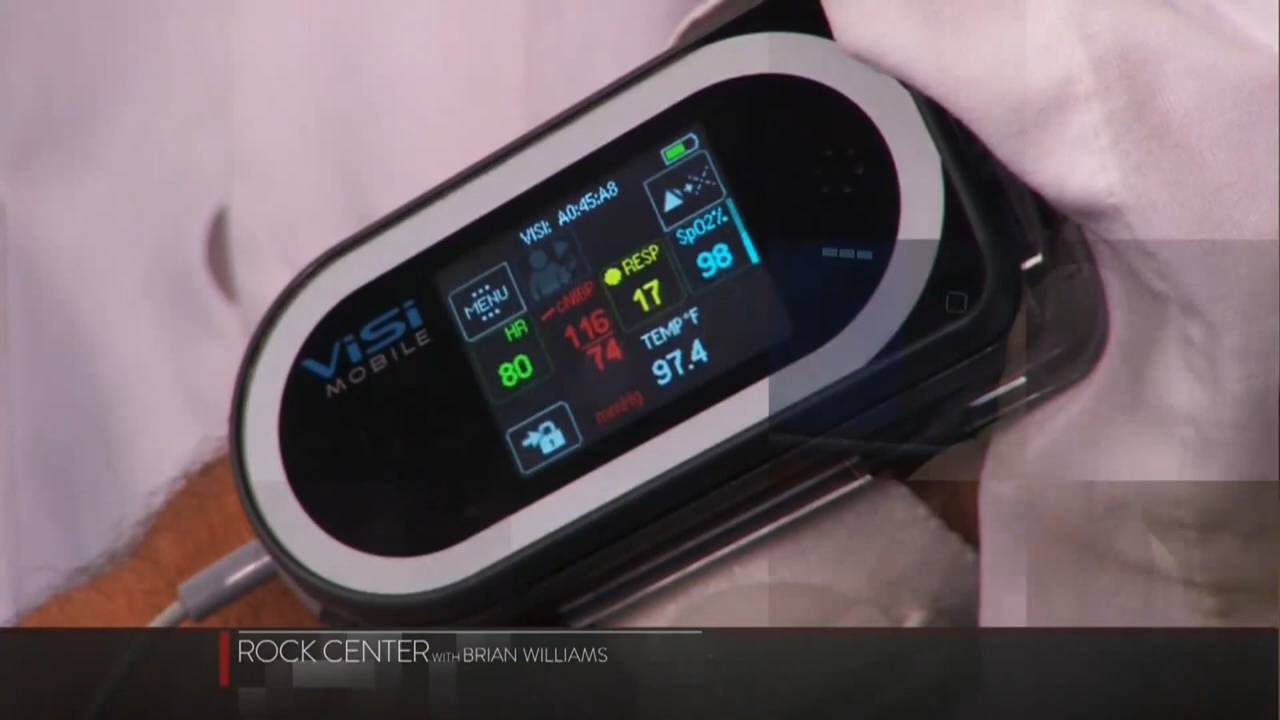 VISI: A0:45:A8
MENU
HR
80
cNIBP
116
74
mmHg
RESP
17
SpO2%
98
TEMP°F
97.4
ViSi
MOBILE
ROCK CENTER WITH BRIAN WILLIAMS